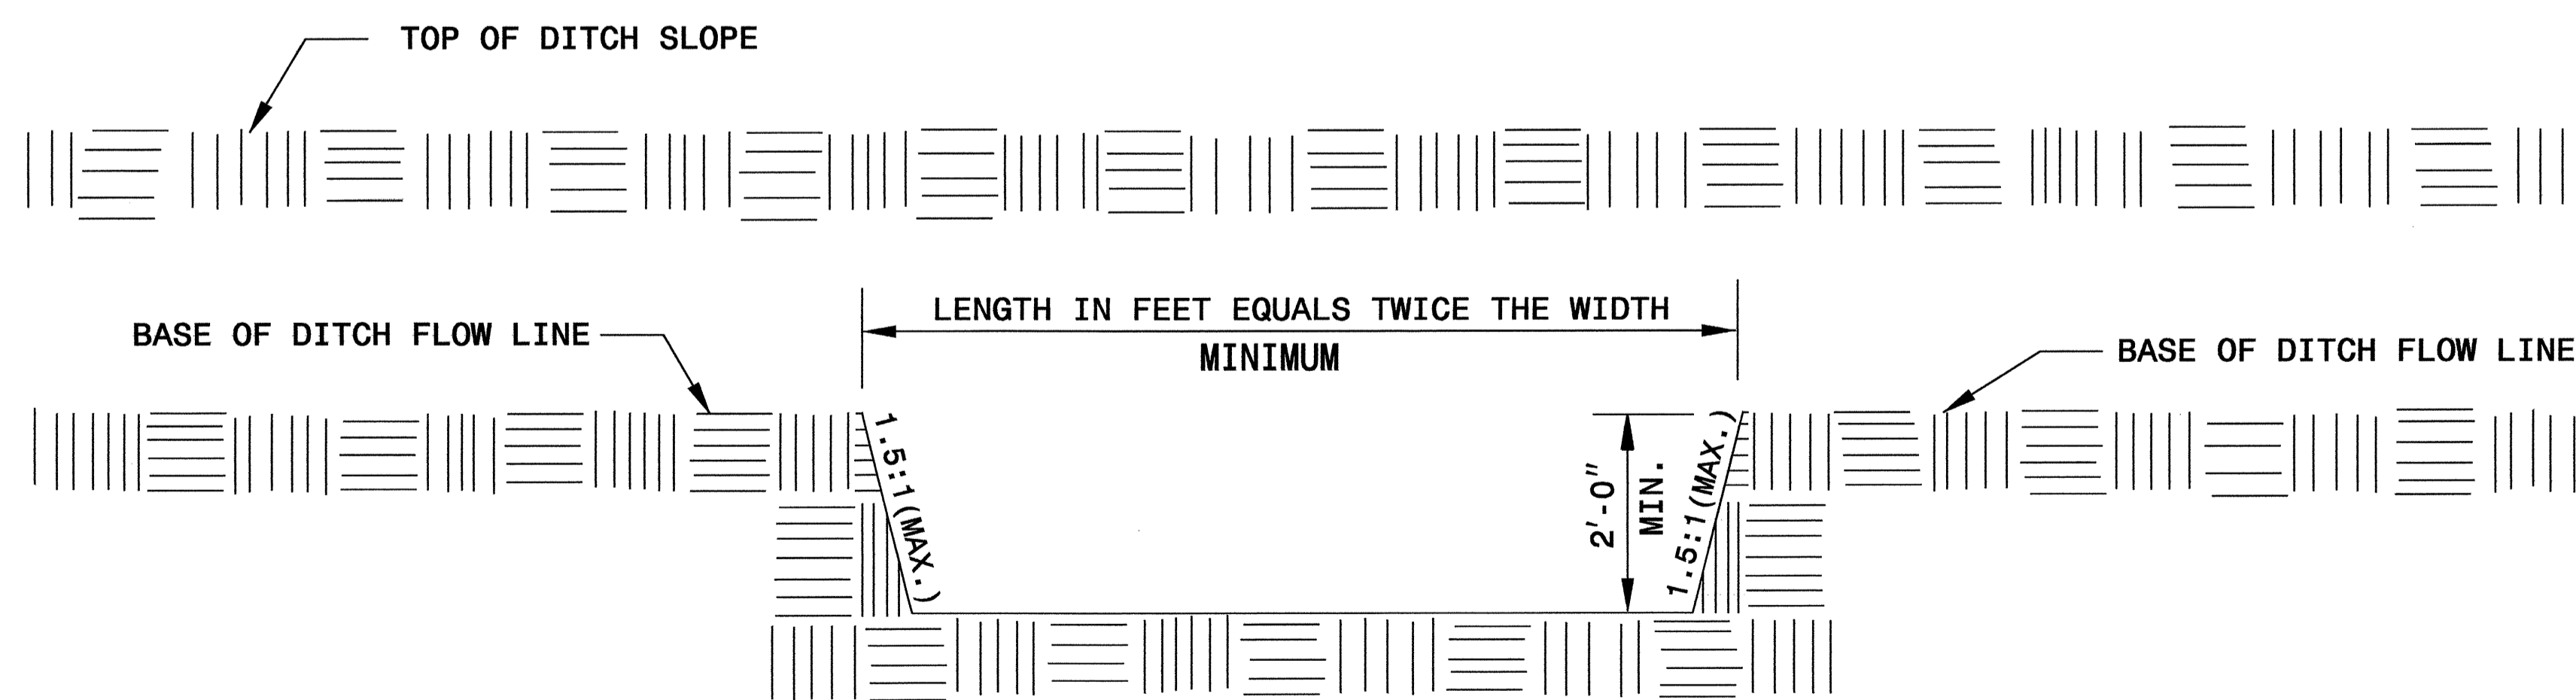 TOP OF DITCH SLOPE
LENGTH IN FEET EQUALS TWICE THE WIDTH
MINIMUM
BASE OF DITCH FLOW LINE
BASE OF DITCH FLOW LINE
1.5:1(MAX.)
2'-0"
MIN.
1.5:1(MAX.)